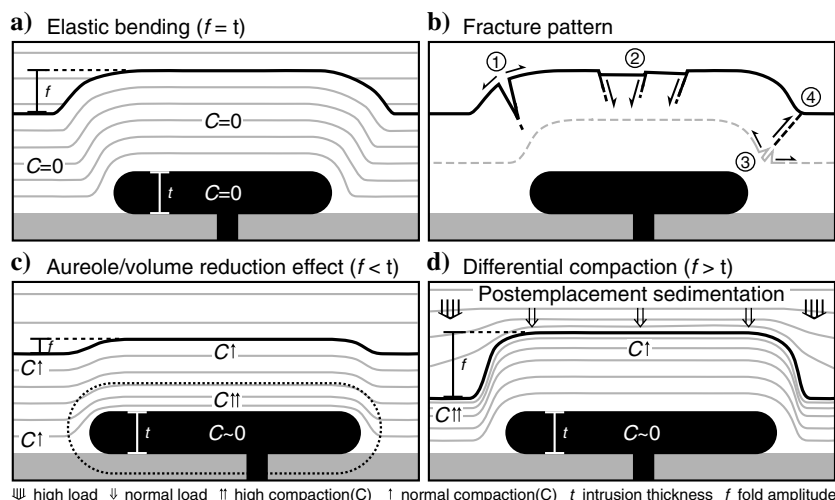 a) Elastic bending (f = t)
f
C=0
C=0
t C=0
b) Fracture pattern
1
2
3
4
c) Aureole/volume reduction effect (f < t)
f
C↑
C↑
C⇈
C↑
t C~0
d) Differential compaction (f > t)
Postemplacement sedimentation
f
C↑
C⇈
t C~0
high load ⇓ normal load ⇈ high compaction(C) ↑ normal compaction(C) t intrusion thickness f fold amplitude